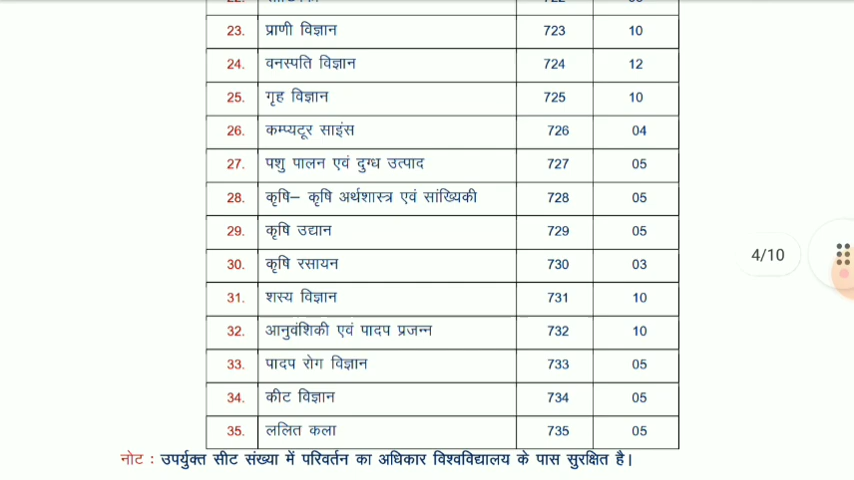 23. प्राणी विज्ञान 723 10
24. वनस्पति विज्ञान 724 12
25. गृह विज्ञान 725 10
26. कम्प्यटूर साइंस 726 04
27. पशु पालन एवं दुग्ध उत्पाद 727 05
28. कृषि– कृषि अर्थशास्त्र एवं सांख्यिकी 728 05
29. कृषि उद्यान 729 05
4/10
30. कृषि रसायन 730 03
31. शस्य विज्ञान 731 10
32. आनुवंशिकी एवं पादप प्रजन्न 732 10
33. पादप रोग विज्ञान 733 05
34. कीट विज्ञान 734 05
35. ललित कला 735 05
नोट : उपर्युक्त सीट संख्या में परिवर्तन का अधिकार विश्वविद्यालय के पास सुरक्षित है।